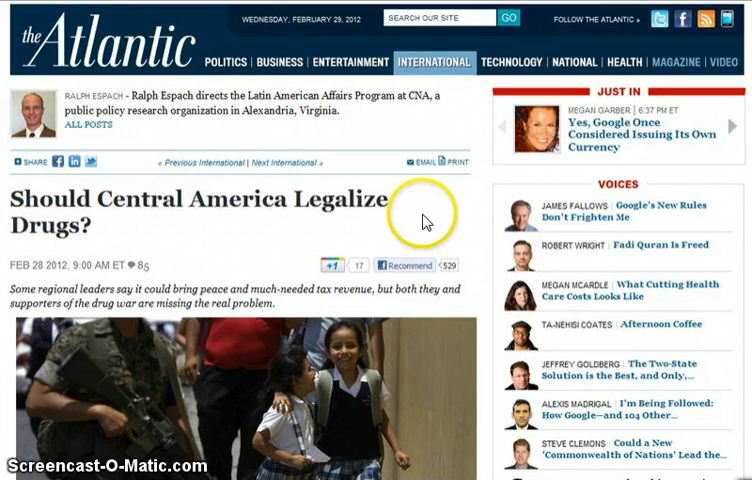 the Atlantic
WEDNESDAY, FEBRUARY 29, 2012
SEARCH OUR SITE
GO
FOLLOW THE ATLANTIC »
POLITICS | BUSINESS | ENTERTAINMENT | INTERNATIONAL | TECHNOLOGY | NATIONAL | HEALTH | MAGAZINE | VIDEO
RALPH ESPACH - Ralph Espach directs the Latin American Affairs Program at CNA, a
public policy research organization in Alexandria, Virginia.
ALL POSTS
SHARE
« Previous International | Next International »
EMAIL PRINT
Should Central America Legalize
Drugs?
FEB 28 2012, 9:00 AM ET 85
+1 17
Recommend 529
Some regional leaders say it could bring peace and much-needed tax revenue, but both they and
supporters of the drug war are missing the real problem.
JUST IN
MEGAN GARBER | 6:37 PM ET
Yes, Google Once
Considered Issuing Its Own
Currency
VOICES
JAMES FALLOWS | Google's New Rules
Don't Frighten Me
ROBERT WRIGHT | Fadi Quran Is Freed
MEGAN MCARDLE | What Cutting Health
Care Costs Looks Like
TA-NEHISI COATES | Afternoon Coffee
JEFFREY GOLDBERG | The Two-State
Solution is the Best, and Only,...
ALEXIS MADRIGAL | I'm Being Followed:
How Google—and 104 Other...
STEVE CLEMONS | Could a New
'Commonwealth of Nations' Lead the...
Screencast-O-Matic.com